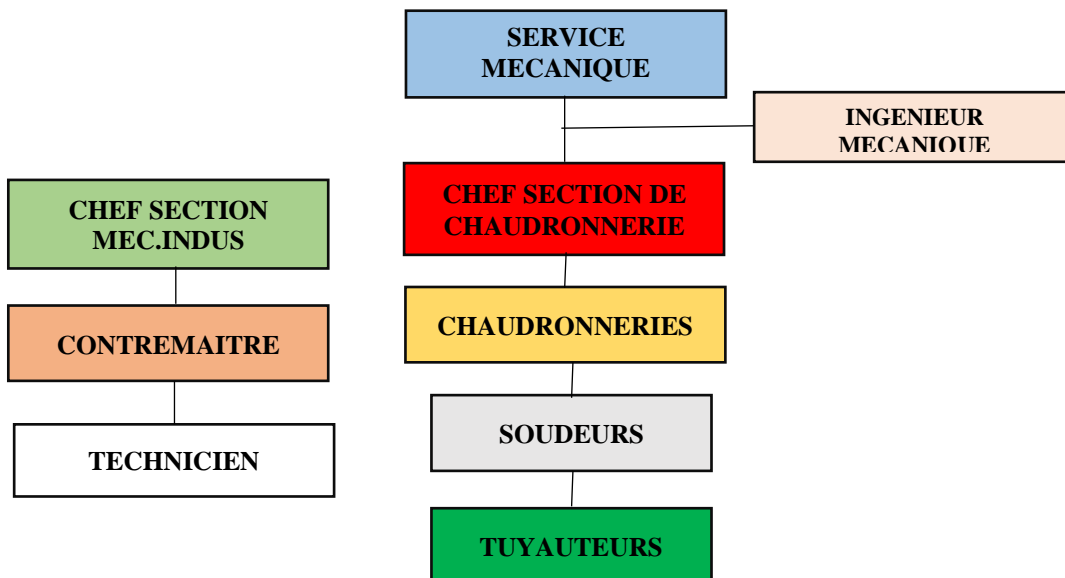 SERVICE
MECANIQUE
INGENIEUR
MECANIQUE
CHEF SECTION DE
CHAUDRONNERIE
CHEF SECTION
MEC.INDUS
CHAUDRONNERIES
CONTREMAITRE
SOUDEURS
TECHNICIEN
TUYAUTEURS